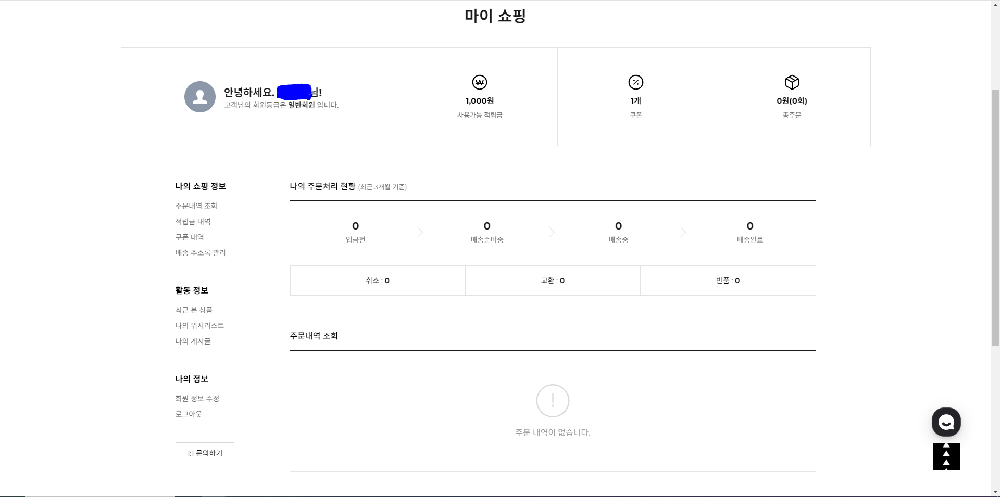 마이 쇼핑
안녕하세요. 님!
고객님의 회원등급은 일반회원 입니다.
1,000원
사용가능 적립금
1개
쿠폰
0원(0회)
총주문
나의 쇼핑 정보
주문내역 조회
적립금 내역
쿠폰 내역
배송 주소록 관리
활동 정보
최근 본 상품
나의 위시리스트
나의 게시글
나의 정보
회원 정보 수정
로그아웃
1:1 문의하기
나의 주문처리 현황 (최근 3개월 기준)
0
입금전
0
배송준비중
0
배송중
0
배송완료
취소 : 0
교환 : 0
반품 : 0
주문내역 조회
주문 내역이 없습니다.